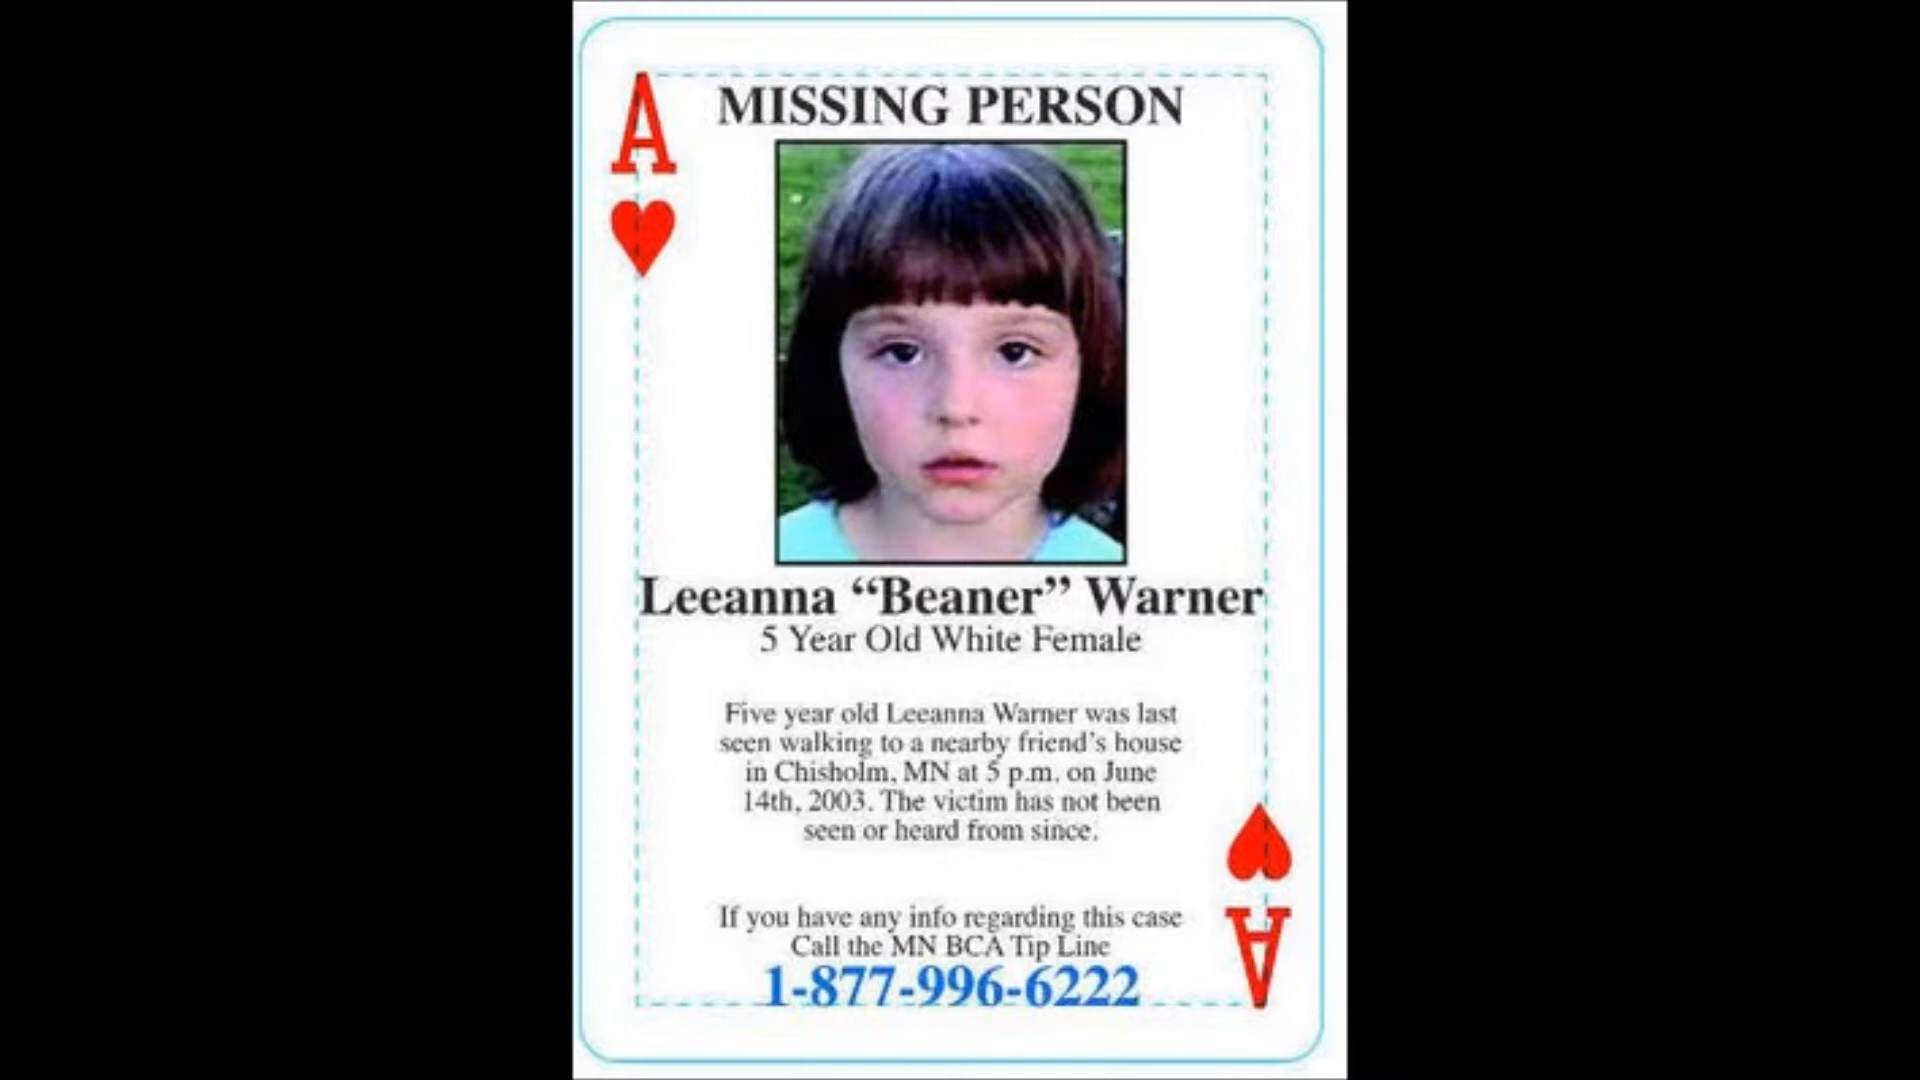 A
MISSING PERSON
Leeanna “Beaner” Warner
5 Year Old White Female
Five year old Leeanna Warner was last
seen walking to a nearby friend’s house
in Chisholm, MN at 5 p.m. on June
14th, 2003. The victim has not been
seen or heard from since.
If you have any info regarding this case
Call the MN BCA Tip Line
1-877-996-6222
A